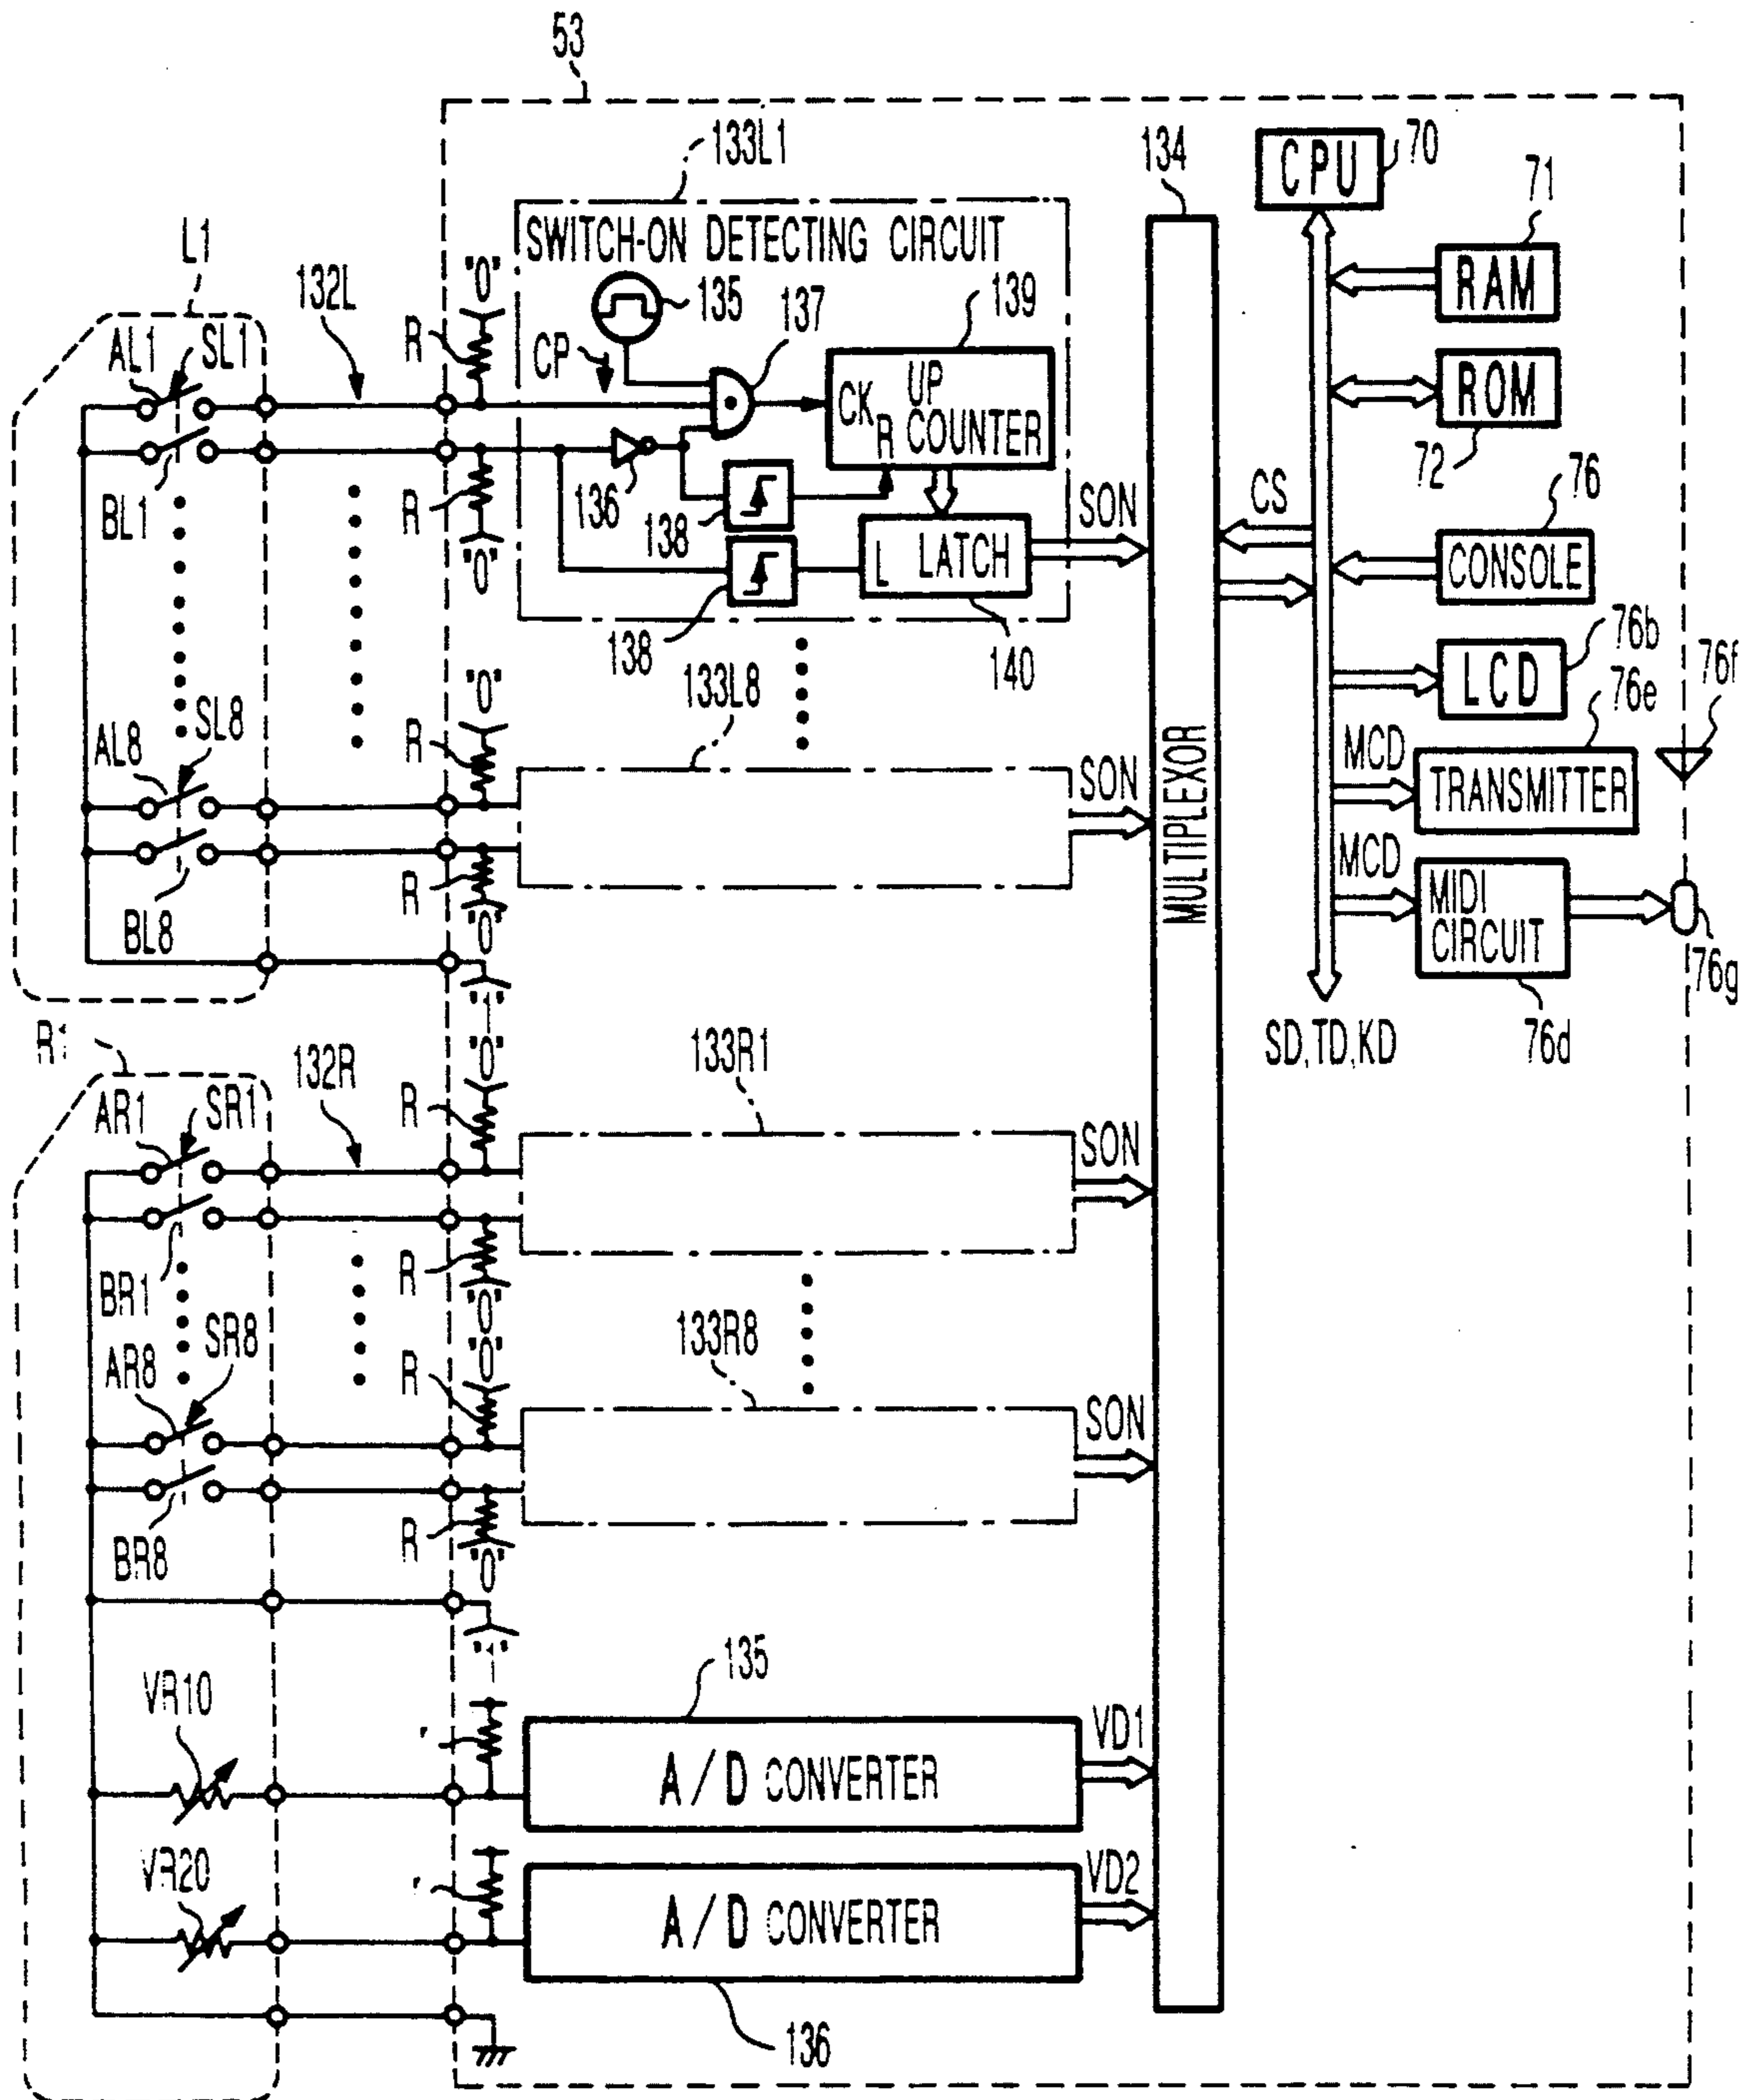 53
133L1
134
CPU
70
71
RAM
ROM
72
L1
132L
"0"
SWITCH-ON DETECTING CIRCUIT
135
137
139
AL1
SL1
R
CP
CK
R
UP
COUNTER
BL1
R
"0"
136
138
138
L
LATCH
140
SON
CS
76
CONSOLE
76b
LCD
76e
76f
MCD
TRANSMITTER
MCD
MIDI
CIRCUIT
76g
76d
SD,TD,KD
MULTIPLEXOR
133L8
"0"
AL8
SL8
R
SON
BL8
R
"0"
"1"
R1
132R
"0"
133R1
AR1
SR1
R
SON
BR1
R
"0"
"0"
133R8
AR8
SR8
R
SON
BR8
R
"0"
"1"
135
VR10
r
A/D CONVERTER
VD1
VR20
r
A/D CONVERTER
VD2
136